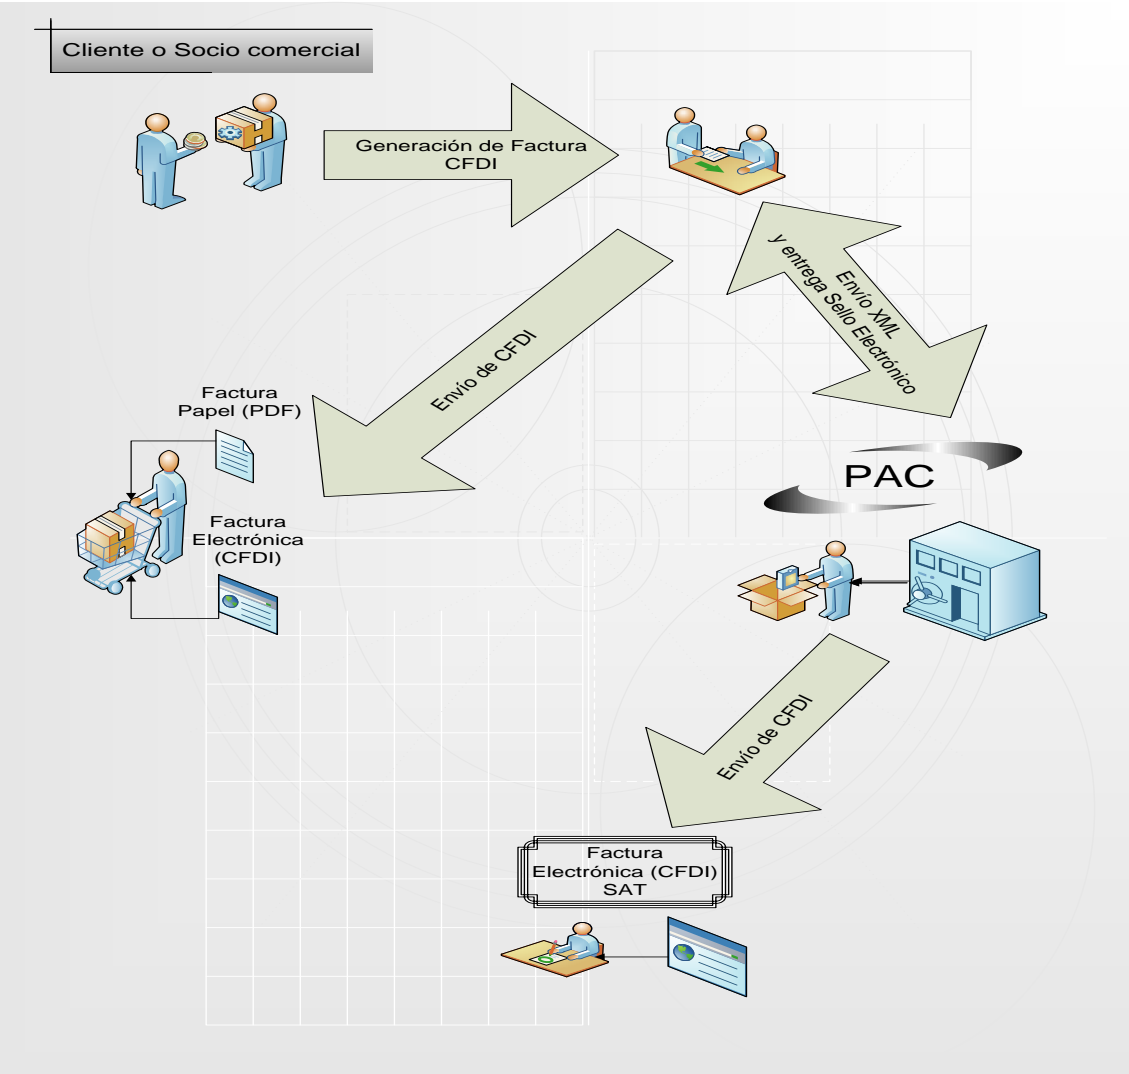 Cliente o Socio comercial
Generación de Factura
CFDI
Envío XML
y entrega Sello Electrónico
Envío de CFDI
Factura
Papel (PDF)
PAC
Factura
Electrónica
(CFDI)
Envío de CFDI
Factura
Electrónica (CFDI)
SAT